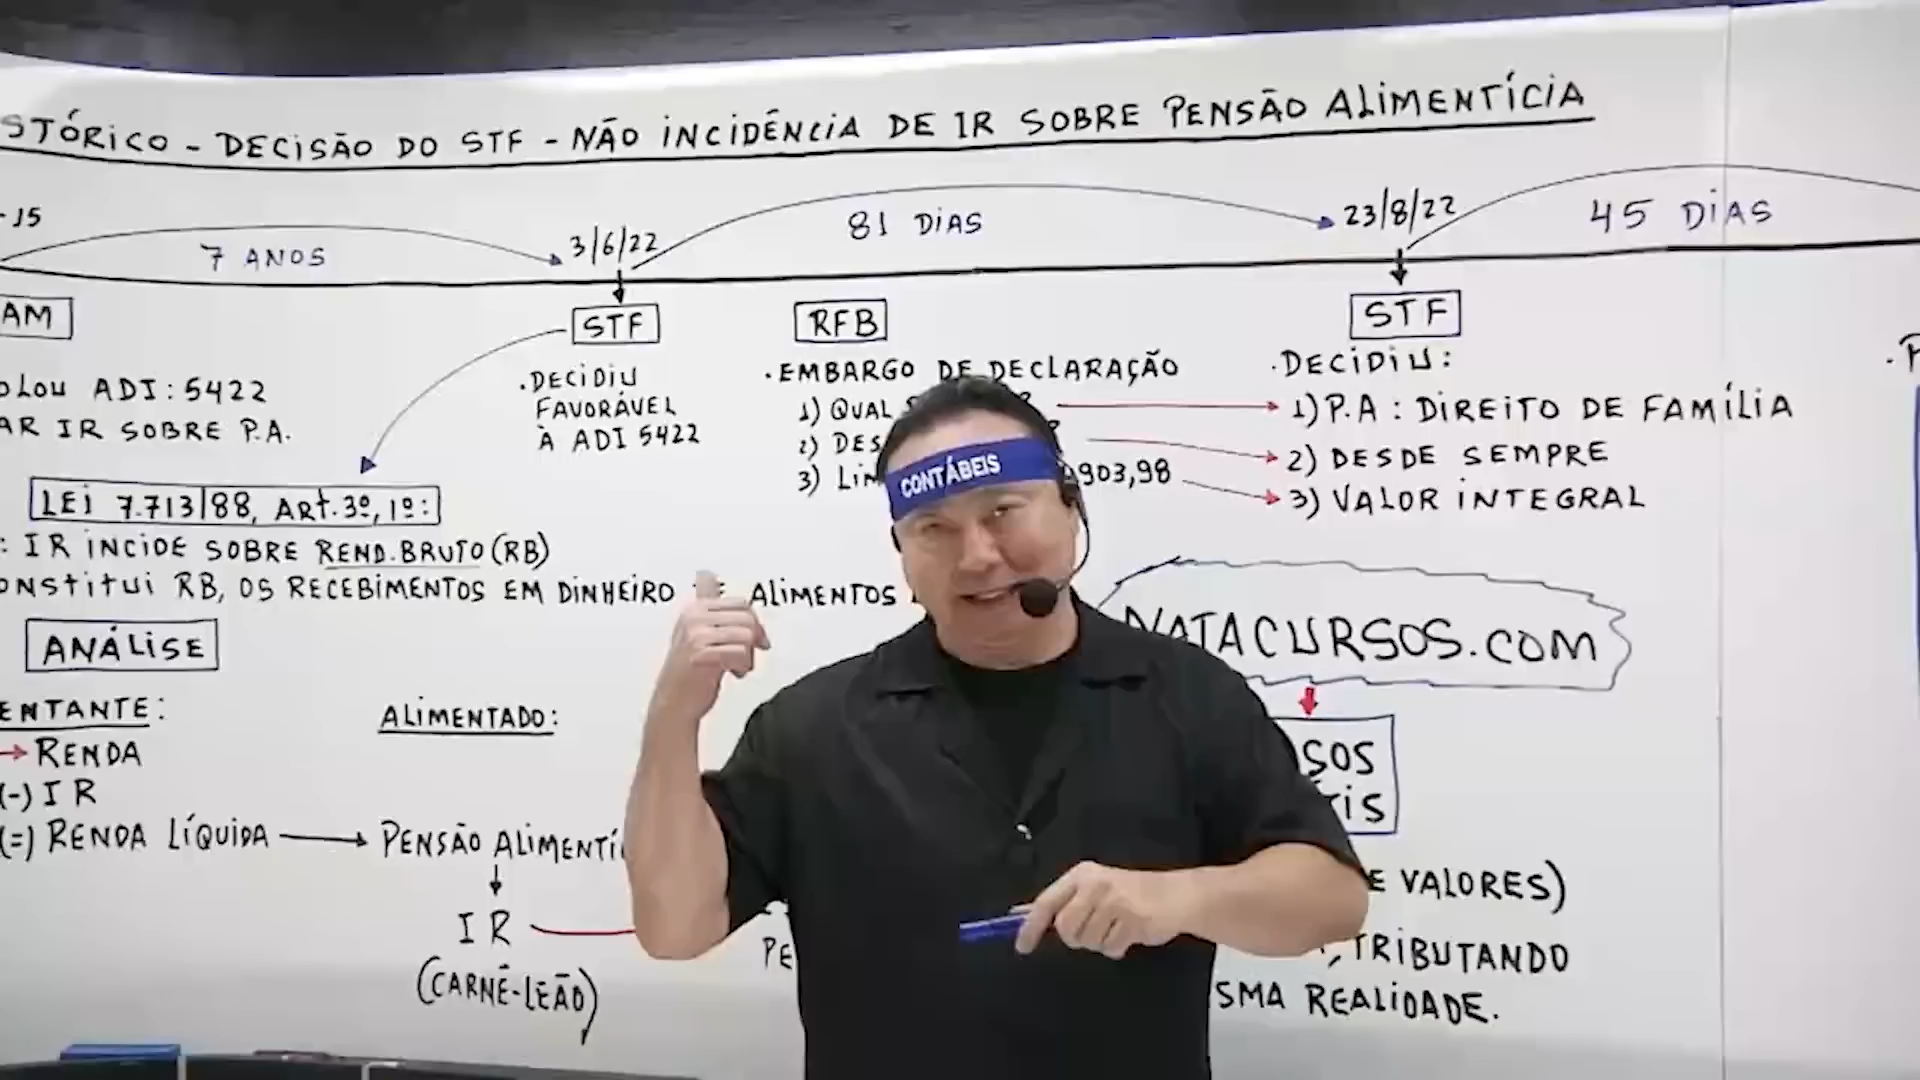 STÓRICO - DECISÃO DO STF - NÃO INCIDÊNCIA DE IR SOBRE PENSÃO ALIMENTÍCIA
-15
7 ANOS
3/6/22
81 DIAS
23/8/22
45 DIAS
AM
STF
RFB
STF
OLOU ADI: 5422
AR IR SOBRE P.A.
.DECIDIU
FAVORÁVEL
À ADI 5422
.EMBARGO DE DECLARAÇÃO
1) QUAL
2) DES
3) LIM 903,98
.DECIDIU:
1) P.A : DIREITO DE FAMÍLIA
2) DESDE SEMPRE
3) VALOR INTEGRAL
CONTÁBEIS
LEI 7.713/88, Art.3º, 1º:
: IR INCIDE SOBRE REND.BRUTO (RB)
ONSTITUI RB, OS RECEBIMENTOS EM DINHEIRO ALIMENTOS
ANÁLISE
ENTANTE:
RENDA
(-) IR
(=) RENDA LÍQUIDA
ALIMENTADO:
PENSÃO ALIMENTÍ
IR
(CARNÊ-LEÃO)
PE
NATACURSOS.COM
SOS
TIS
E VALORES)
, TRIBUTANDO
SMA REALIDADE.